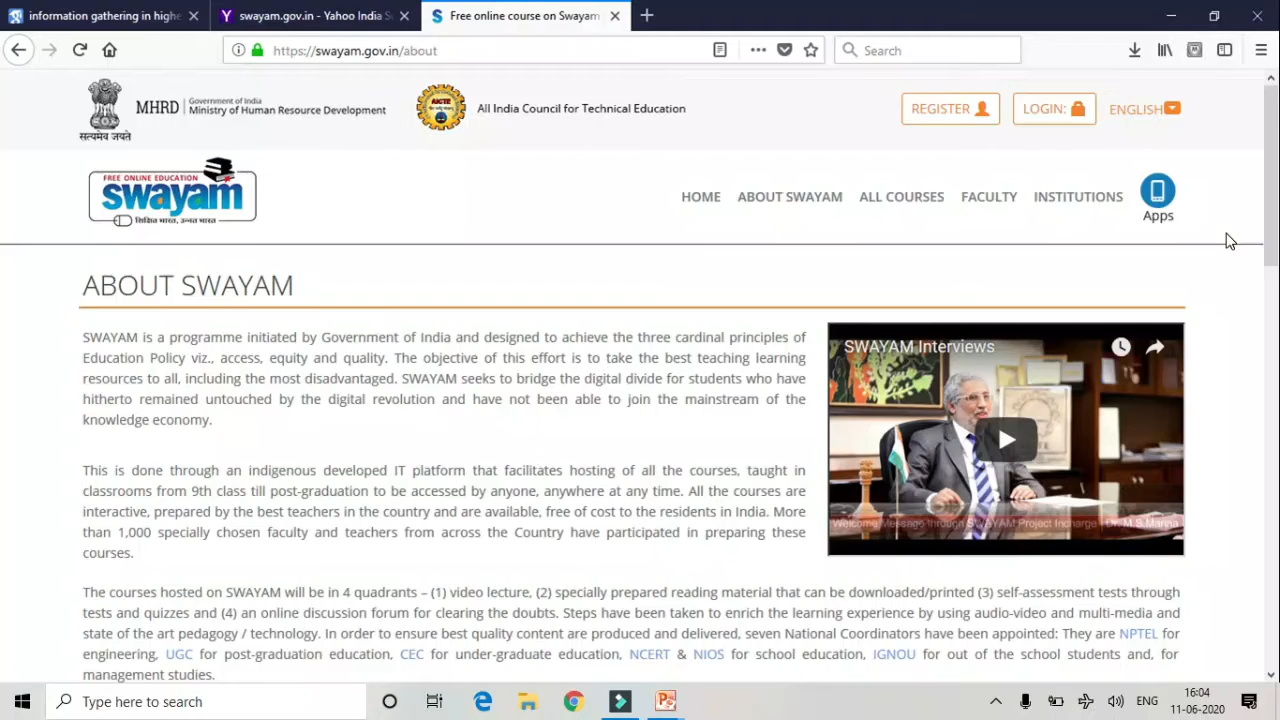 information gathering in highe
swayam.gov.in - Yahoo India S
Free online course on Swayam
https://swayam.gov.in/about
Search
सत्यमेव जयते
MHRD
Government of India
Ministry of Human Resource Development
AICTE
All India Council for Technical Education
REGISTER
LOGIN:
ENGLISH
FREE ONLINE EDUCATION
swayam
शिक्षित भारत, उन्नत भारत
HOME
ABOUT SWAYAM
ALL COURSES
FACULTY
INSTITUTIONS
Apps
ABOUT SWAYAM
SWAYAM is a programme initiated by Government of India and designed to achieve the three cardinal principles of
Education Policy viz., access, equity and quality. The objective of this effort is to take the best teaching learning
resources to all, including the most disadvantaged. SWAYAM seeks to bridge the digital divide for students who have
hitherto remained untouched by the digital revolution and have not been able to join the mainstream of the
knowledge economy.
This is done through an indigenous developed IT platform that facilitates hosting of all the courses, taught in
classrooms from 9th class till post-graduation to be accessed by anyone, anywhere at any time. All the courses are
interactive, prepared by the best teachers in the country and are available, free of cost to the residents in India. More
than 1,000 specially chosen faculty and teachers from across the Country have participated in preparing these
courses.
SWAYAM Interviews
Welcome Message through SWAYAM Project Incharge | Dr. M.S.Manna
The courses hosted on SWAYAM will be in 4 quadrants – (1) video lecture, (2) specially prepared reading material that can be downloaded/printed (3) self-assessment tests through
tests and quizzes and (4) an online discussion forum for clearing the doubts. Steps have been taken to enrich the learning experience by using audio-video and multi-media and
state of the art pedagogy / technology. In order to ensure best quality content are produced and delivered, seven National Coordinators have been appointed: They are NPTEL for
engineering, UGC for post-graduation education, CEC for under-graduate education, NCERT & NIOS for school education, IGNOU for out of the school students and, for
management studies.
Type here to search
ENG
16:04
11-06-2020